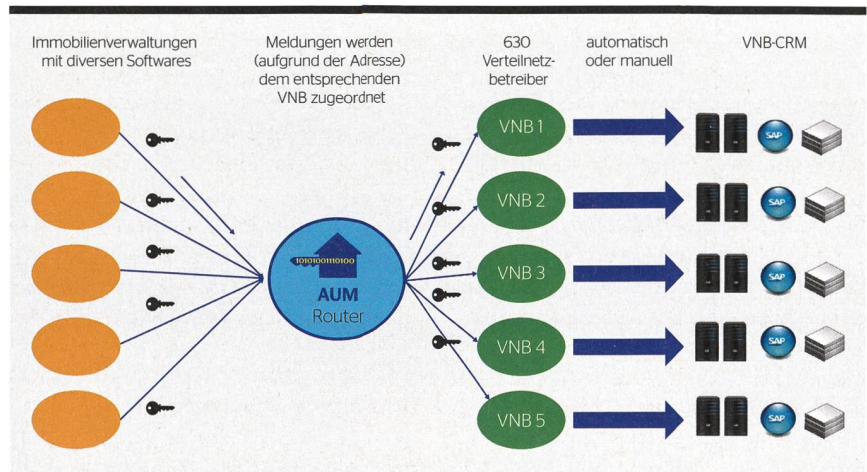 Immobilienverwaltungen
mit diversen Softwares
Meldungen werden
(aufgrund der Adresse)
dem entsprechenden
VNB zugeordnet
630
Verteilnetz-
betreiber
automatisch
oder manuell
VNB-CRM
10101001110100
AUM
Router
VNB 1
SAP
VNB 2
SAP
VNB 3
SAP
VNB 4
SAP
VNB 5
SAP